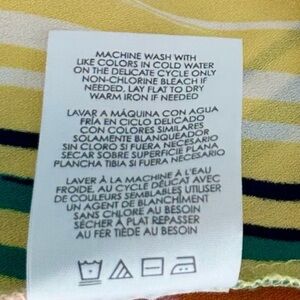 MACHINE WASH WITH
LIKE COLORS IN COLD WATER
ON THE DELICATE CYCLE ONLY
NON-CHLORINE BLEACH IF
NEEDED. LAY FLAT TO DRY
WARM IRON IF NEEDED
LAVAR A MÁQUINA CON AGUA
FRÍA EN CICLO DELICADO
CON COLORES SIMILARES
SOLAMENTE BLANQUEADOR
SIN CLORO SI FUERA NECESARIO
SECAR SOBRE SUPERFICIE PLANA
PLANCHA TIBIA SI FUERA NECESARIO
LAVER À LA MACHINE À L'EAU
FROIDE, AU CYCLE DÉLICAT AVEC
DE COULEURS SEMBLABLES UTILISER
UN AGENT DE BLANCHIMENT
SANS CHLORE AU BESOIN
SÉCHER À PLAT REPASSER
AU FER TIÈDE AU BESOIN